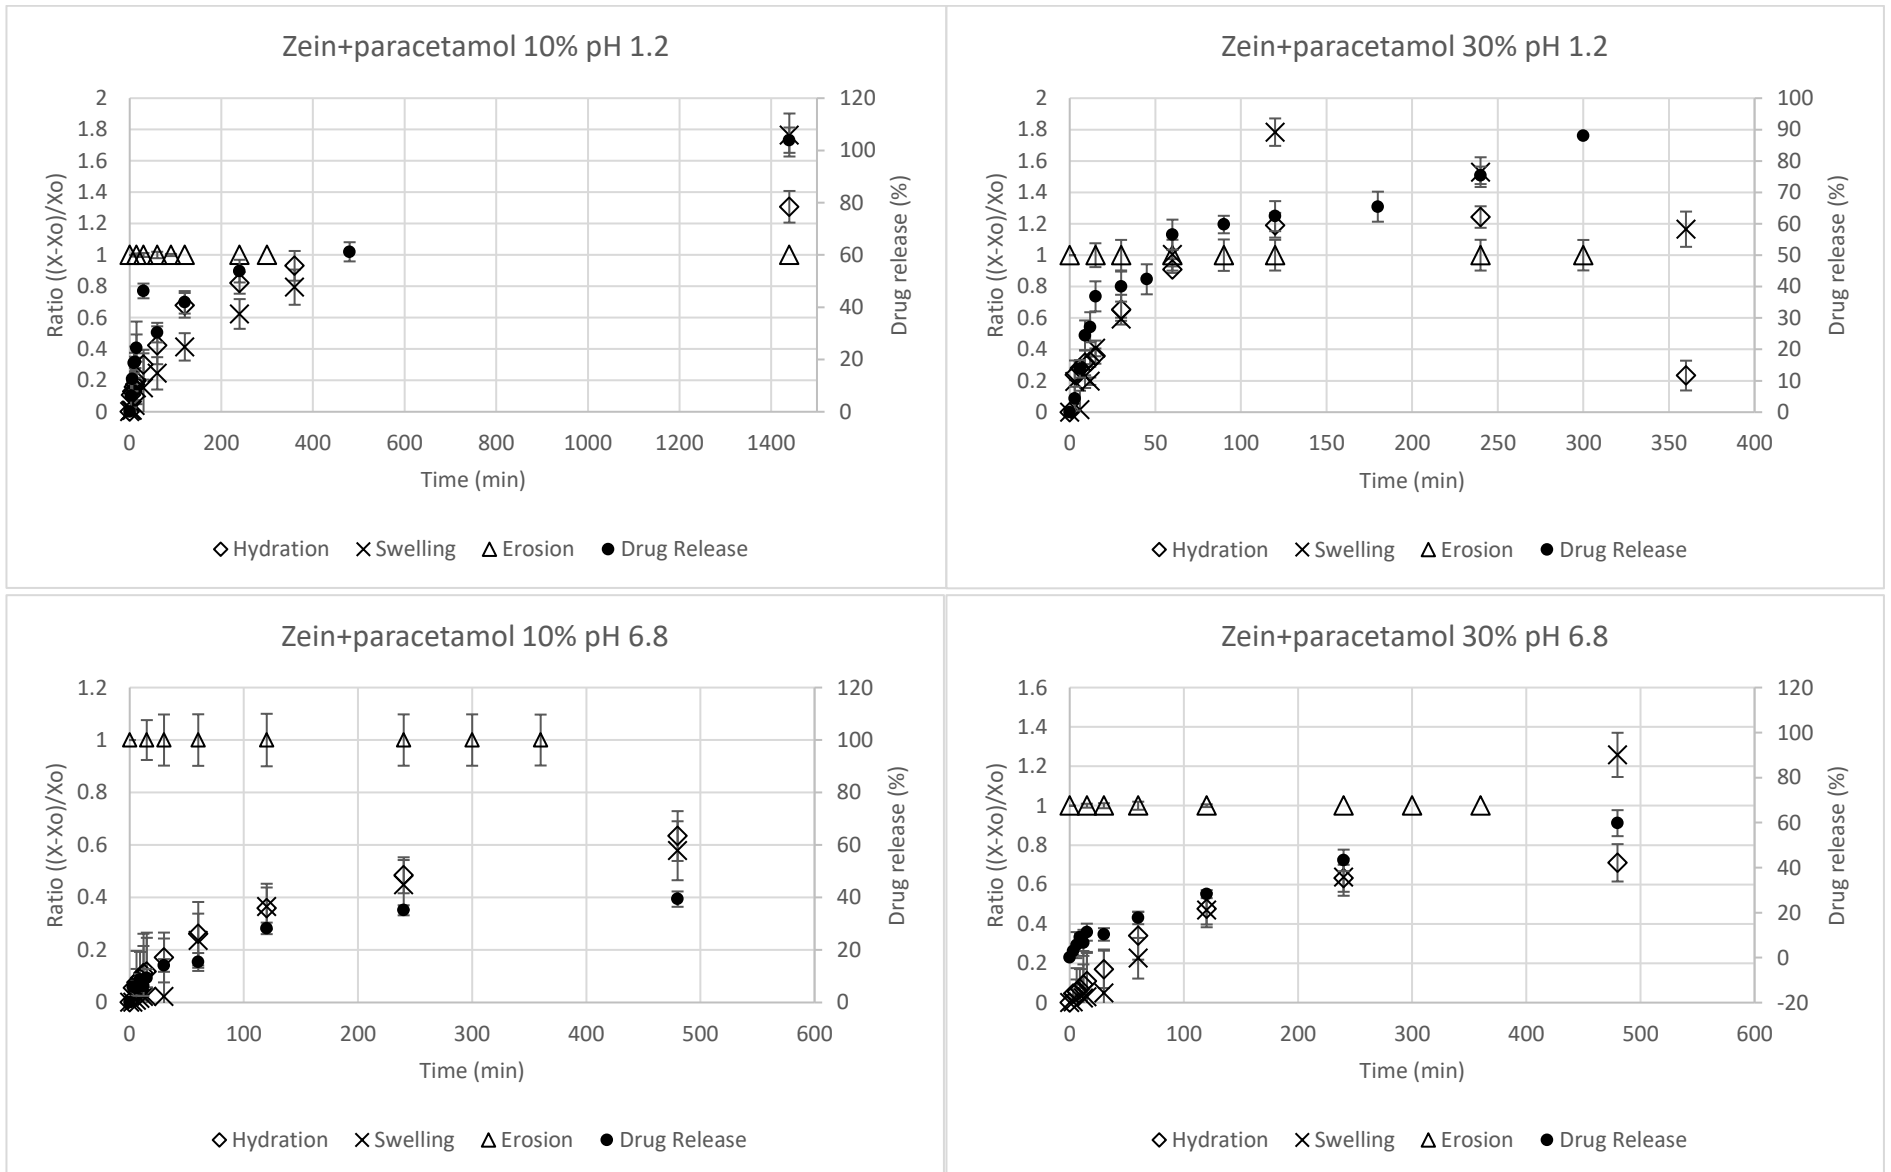 Zein+paracetamol 10% pH 1.2
2 120
1.8
1.6 100
1.4
1.2 80
1 60
0.8
0.6 40
0.4
0.2 20
0 0
Ratio ((X-Xo)/Xo)
Drug release (%)
0 200 400 600 800 1000 1200 1400
Time (min)
Hydration Swelling Erosion Drug Release
Zein+paracetamol 30% pH 1.2
2 100
1.8 90
1.6 80
1.4 70
1.2 60
1 50
0.8 40
0.6 30
0.4 20
0.2 10
0 0
Ratio ((X-Xo)/Xo)
Drug release (%)
0 50 100 150 200 250 300 350 400
Time (min)
Hydration Swelling Erosion Drug Release
Zein+paracetamol 10% pH 6.8
1.2 120
1 100
0.8 80
0.6 60
0.4 40
0.2 20
0 0
Ratio ((X-Xo)/Xo)
Drug release (%)
0 100 200 300 400 500 600
Time (min)
Hydration Swelling Erosion Drug Release
Zein+paracetamol 30% pH 6.8
1.6 120
1.4 100
1.2 80
1 60
0.8
0.6 40
0.4 20
0.2 0
0 -20
Ratio ((X-Xo)/Xo)
Drug release (%)
0 100 200 300 400 500 600
Time (min)
Hydration Swelling Erosion Drug Release